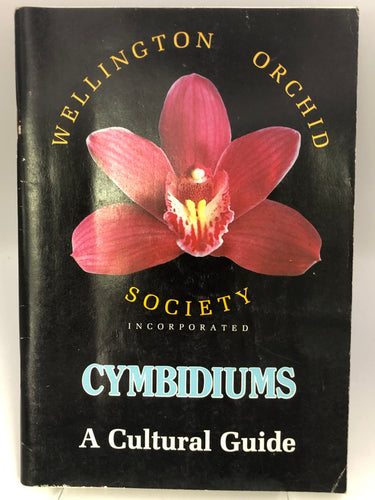 WELLINGTON ORCHID
SOCIETY
INCORPORATED
CYMBIDIUMS
A Cultural Guide